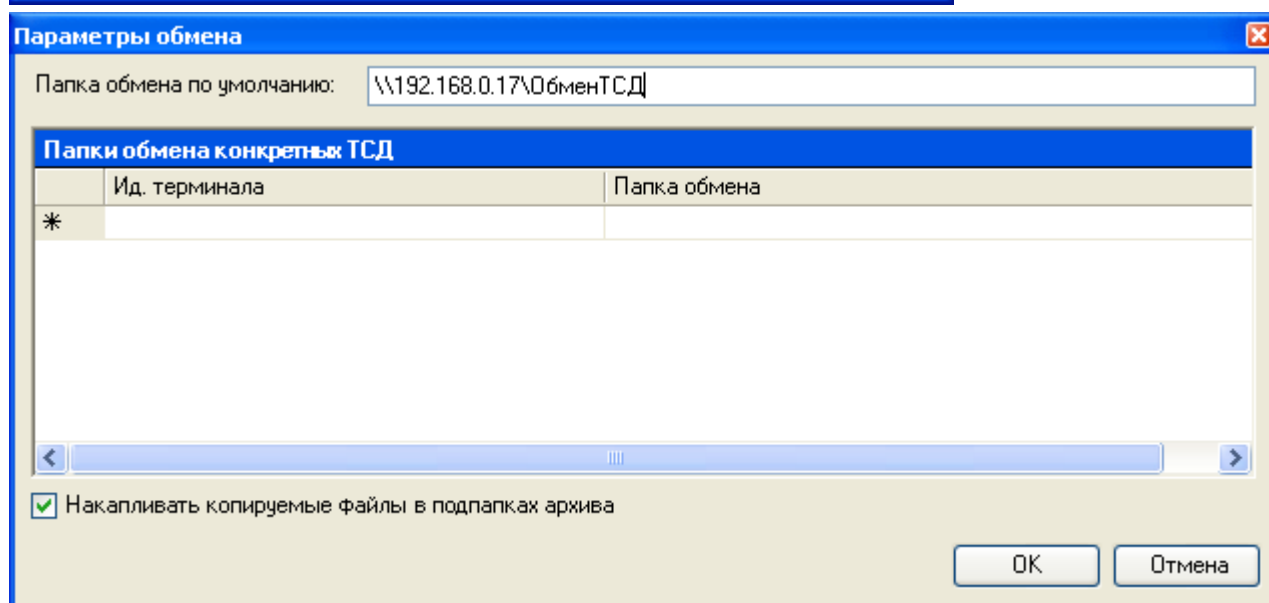 Параметры обмена
Папка обмена по умолчанию: \\192.168.0.17\ОбменТСД
Папки обмена конкретных ТСД
Ид. терминала Папка обмена
Накапливать копируемые файлы в подпапках архива
ОК Отмена